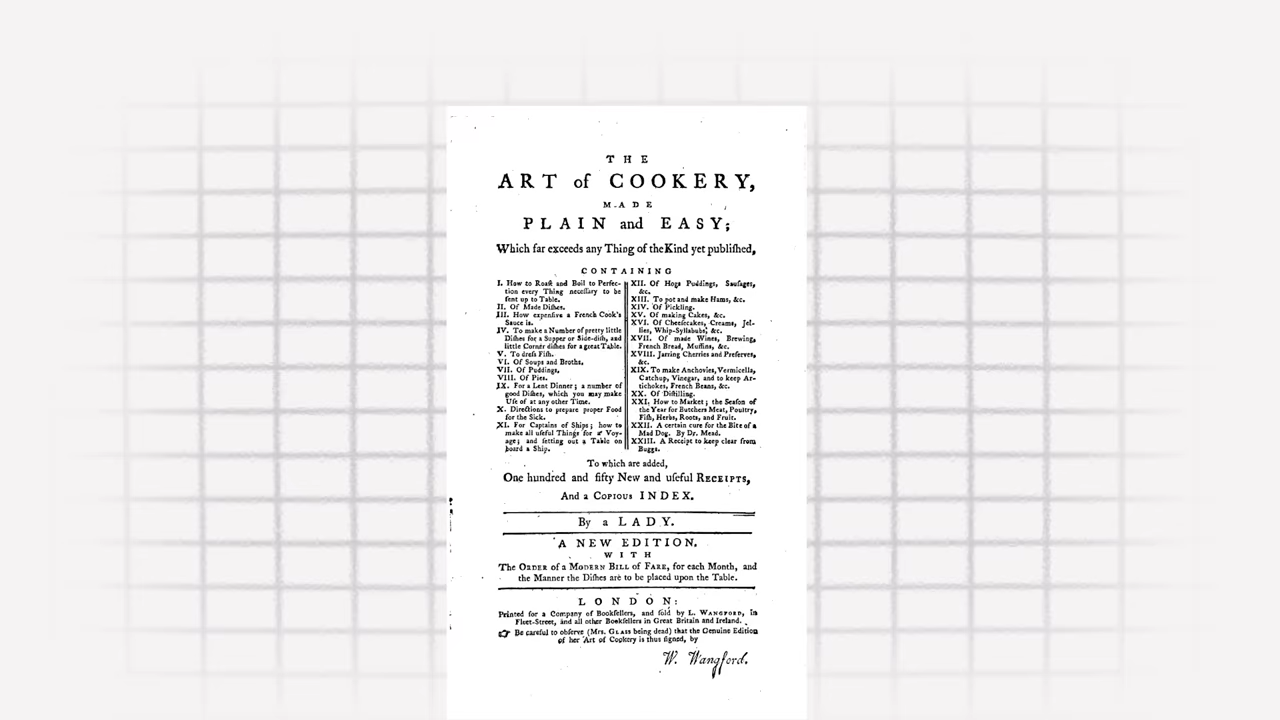 THE
ART of COOKERY,
MADE
PLAIN and EASY;
Which far exceeds any Thing of the Kind yet publiſhed,
CONTAINING
I. How to Roaſt and Boil to Perfec-
tion every Thing neceſſary to be
ſent up to Table.
II. Of Made Diſhes.
III. How expenſive a French Cook's
Sauce is.
IV. To make a Number of pretty little
Diſhes for a Supper or Side-diſh, and
little Corner diſhes for a great Table.
V. To dreſs Fiſh.
VI. Of Soups and Broths.
VII. Of Puddings.
VIII. Of Pies.
IX. For a Lent Dinner; a number of
good Diſhes, which you may make
Uſe of at any other Time.
X. Directions to prepare proper Food
for the Sick.
XI. For Captains of Ships; how to
make all uſeful Things for a Voy-
age; and ſetting out a Table on
board a Ship.
XII. Of Hogs Puddings, Sauſages,
&c.
XIII. To pot and make Hams, &c.
XIV. Of Pickling.
XV. Of making Cakes, &c.
XVI. Of Cheeſecakes, Creams, Jel-
lies, Whip-Syllabubs, &c.
XVII. Of made Wines, Brewing,
French Bread, Muffins, &c.
XVIII. Jarring Cherries and Preſerves,
&c.
XIX. To make Anchovies, Vermicella,
Catchup, Vinegar, and to keep Ar-
tichokes, French Beans, &c.
XX. Of Diſtilling.
XXI. How to Market; the Seaſon of
the Year for Butchers Meat, Poultry,
Fiſh, Herbs, Roots, and Fruit.
XXII. A certain cure for the Bite of a
Mad Dog. By Dr. Mead.
XXIII. A Receipt to keep clear from
Buggs.
To which are added,
One hundred and fifty New and uſeful RECEIPTS,
And a COPIOUS INDEX.
By a LADY.
A NEW EDITION.
WITH
The ORDER of a MODERN BILL of FARE, for each Month, and
the Manner the Diſhes are to be placed upon the Table.
LONDON:
Printed for a Company of Bookſellers, and ſold by L. WANGFORD, in
Fleet-Street, and all other Bookſellers in Great Britain and Ireland.
☞ Be careful to obſerve (Mrs. GLASS being dead) that the Genuine Edition
of her Art of Cookery is thus ſigned, by
W. Wangford.